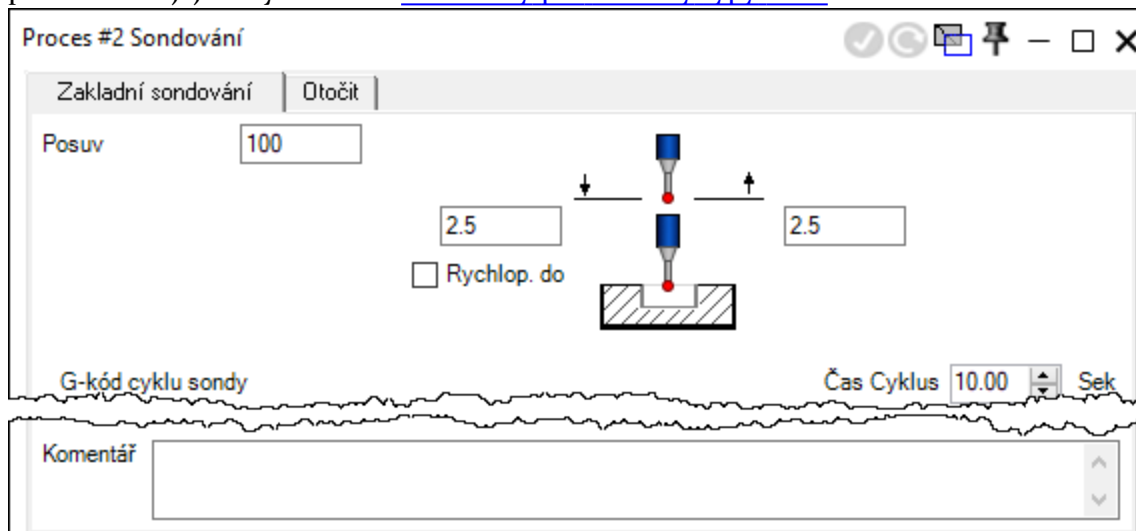 Proces #2 Sondování
Zakladní sondování Otočit
Posuv 100
2.5 2.5
Rychlop. do
G-kód cyklu sondy Čas Cyklus 10.00 Sek
Komentář